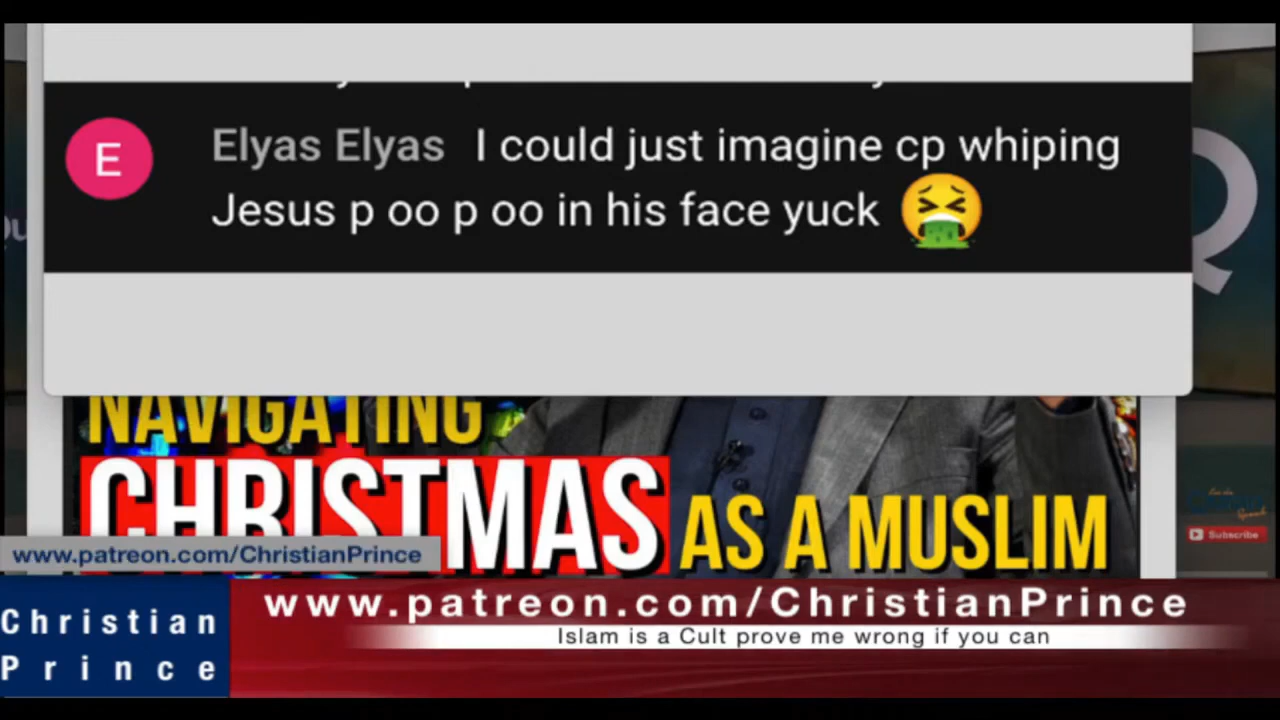 E
Elyas Elyas I could just imagine cp whiping
Jesus p oo p oo in his face yuck 🤮
NAVIGATING
CHRISTMAS AS A MUSLIM
Subscribe
www.patreon.com/ChristianPrince
www.patreon.com/ChristianPrince
Christian
Prince
Islam is a Cult prove me wrong if you can